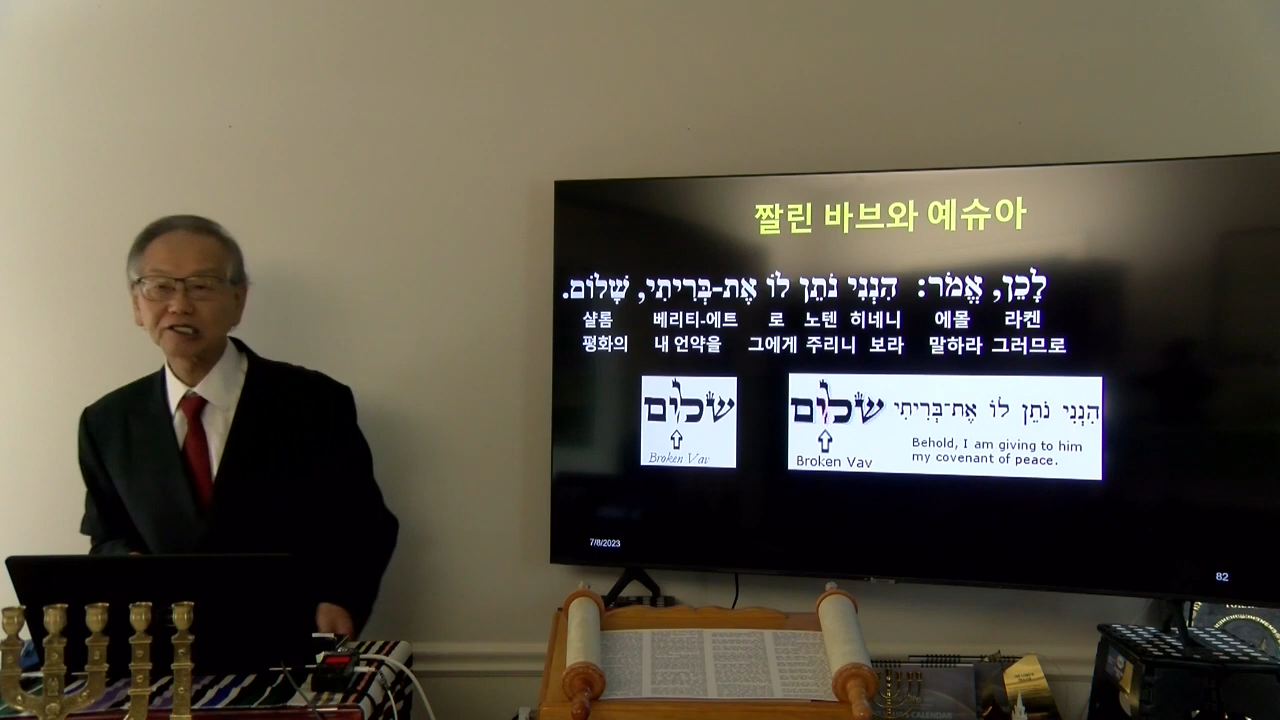 짤린 바브와 예슈아
לָכֵן, אֱמֹר: הִנְנִי נֹתֵן לוֹ אֶת-בְּרִיתִי, שָׁלוֹם.
샬롬 베리티-에트 로 노텐 히네니 에몰 라켄
평화의 내 언약을 그에게 주리니 보라 말하라 그러므로
שלום
Broken Vav
הִנְנִי נֹתֵן לוֹ אֶת־בְּרִיתִי שלום
Behold, I am giving to him
my covenant of peace.
Broken Vav
7/8/2023
82